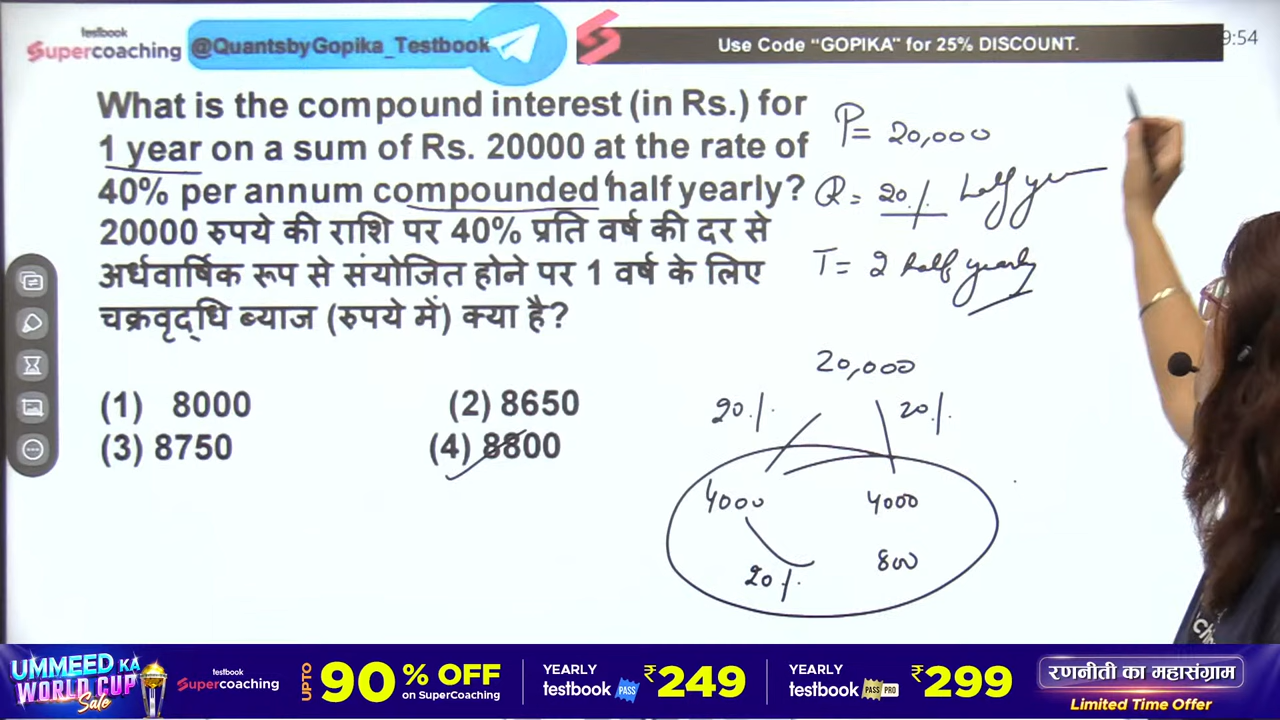 testbook
Supercoaching
@QuantsbyGopika_Testbook
Use Code “GOPIKA” for 25% DISCOUNT.
9:54
What is the compound interest (in Rs.) for
1 year on a sum of Rs. 20000 at the rate of
40% per annum compounded half yearly?
20000 रुपये की राशि पर 40% प्रति वर्ष की दर से
अर्धवार्षिक रूप से संयोजित होने पर 1 वर्ष के लिए
चक्रवृद्धि ब्याज (रुपये में) क्या है?
(1) 8000
(2) 8650
(3) 8750
(4) 8800
P= 20,000
R= 20% half year
T= 2 half yearly
20,000
20% 20%
4000 4000
20% 800
UMMEED KA
WORLD CUP
Sale
testbook
Supercoaching
UPTO 90% OFF
on SuperCoaching
YEARLY
testbook PASS
₹249
YEARLY
testbook PASS PRO
₹299
रणनीती का महासंग्राम
Limited Time Offer